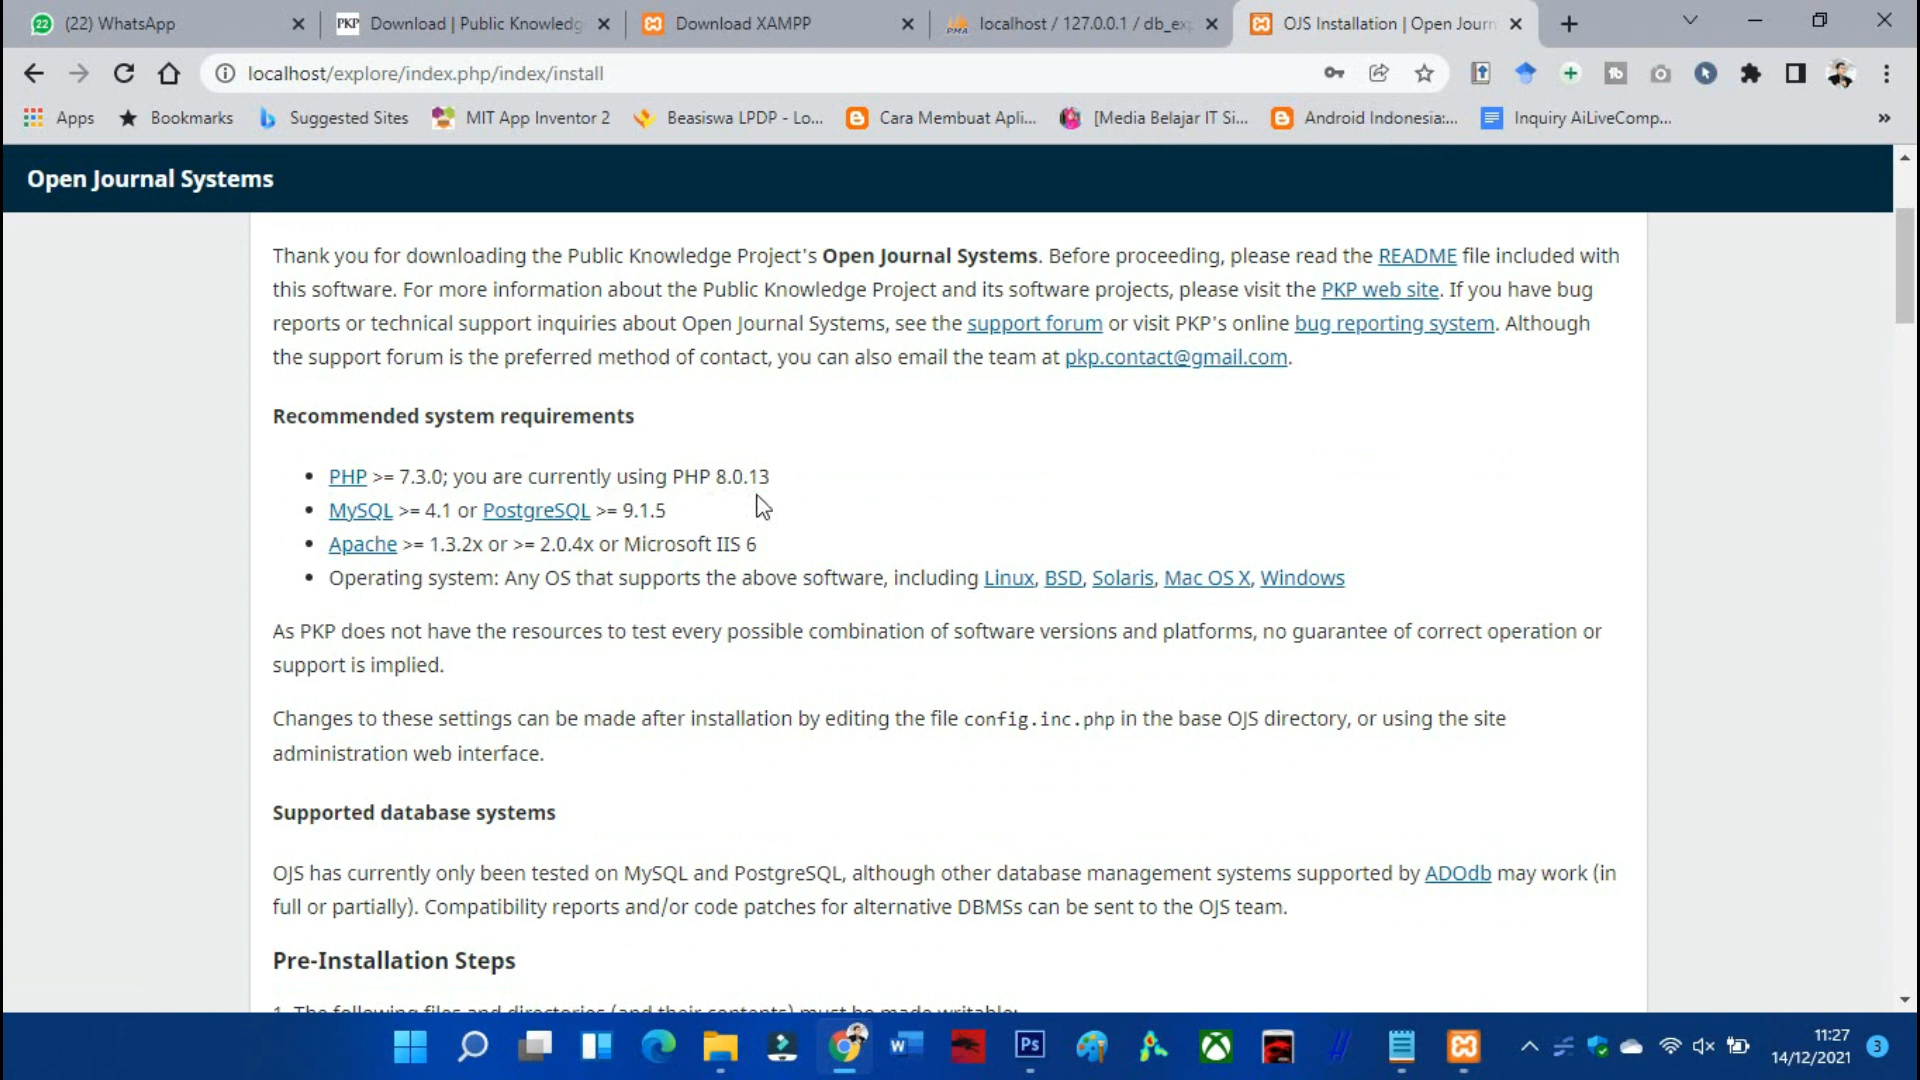 (22) WhatsApp
Download | Public Knowledg
Download XAMPP
localhost / 127.0.0.1 / db_exp
OJS Installation | Open Journ
localhost/explore/index.php/index/install
Apps
Bookmarks
Suggested Sites
MIT App Inventor 2
Beasiswa LPDP - Lo...
Cara Membuat Apli...
[Media Belajar IT Si...
Android Indonesia:...
Inquiry AiLiveComp...
Open Journal Systems
Thank you for downloading the Public Knowledge Project's Open Journal Systems. Before proceeding, please read the README file included with
this software. For more information about the Public Knowledge Project and its software projects, please visit the PKP web site. If you have bug
reports or technical support inquiries about Open Journal Systems, see the support forum or visit PKP's online bug reporting system. Although
the support forum is the preferred method of contact, you can also email the team at pkp.contact@gmail.com.
Recommended system requirements
• PHP >= 7.3.0; you are currently using PHP 8.0.13
• MySQL >= 4.1 or PostgreSQL >= 9.1.5
• Apache >= 1.3.2x or >= 2.0.4x or Microsoft IIS 6
• Operating system: Any OS that supports the above software, including Linux, BSD, Solaris, Mac OS X, Windows
As PKP does not have the resources to test every possible combination of software versions and platforms, no guarantee of correct operation or
support is implied.
Changes to these settings can be made after installation by editing the file config.inc.php in the base OJS directory, or using the site
administration web interface.
Supported database systems
OJS has currently only been tested on MySQL and PostgreSQL, although other database management systems supported by ADOdb may work (in
full or partially). Compatibility reports and/or code patches for alternative DBMSs can be sent to the OJS team.
Pre-Installation Steps
1. The following files and directories (and their contents) must be made writable:
11:27
14/12/2021
3